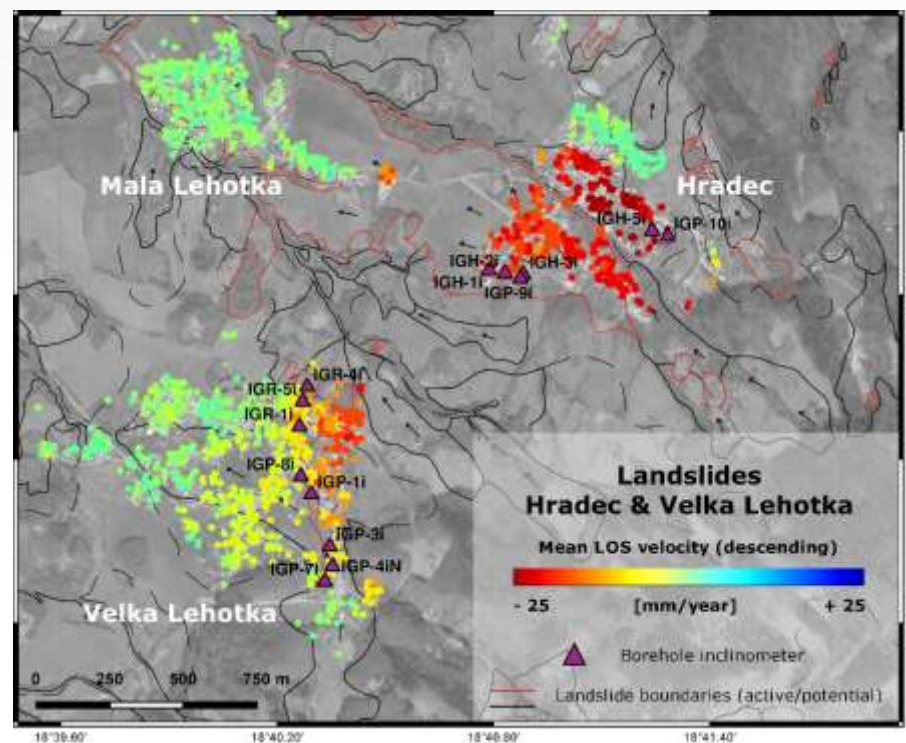 Mala Lehotka
Hradec
IGH-5i
IGP-10i
IGH-2i
IGH-3i
IGH-1i
IGP-9i
IGR-4i
IGR-5i
IGR-1i
IGP-8i
IGP-1i
IGP-3i
IGP-7i
IGP-4iN
Velka Lehotka
Landslides
Hradec & Velka Lehotka
Mean LOS velocity (descending)
- 25 [mm/year] + 25
Borehole inclinometer
Landslide boundaries (active/potential)
0 250 500 750 m
18°39.60' 18°40.20' 18°40.80' 18°41.40'